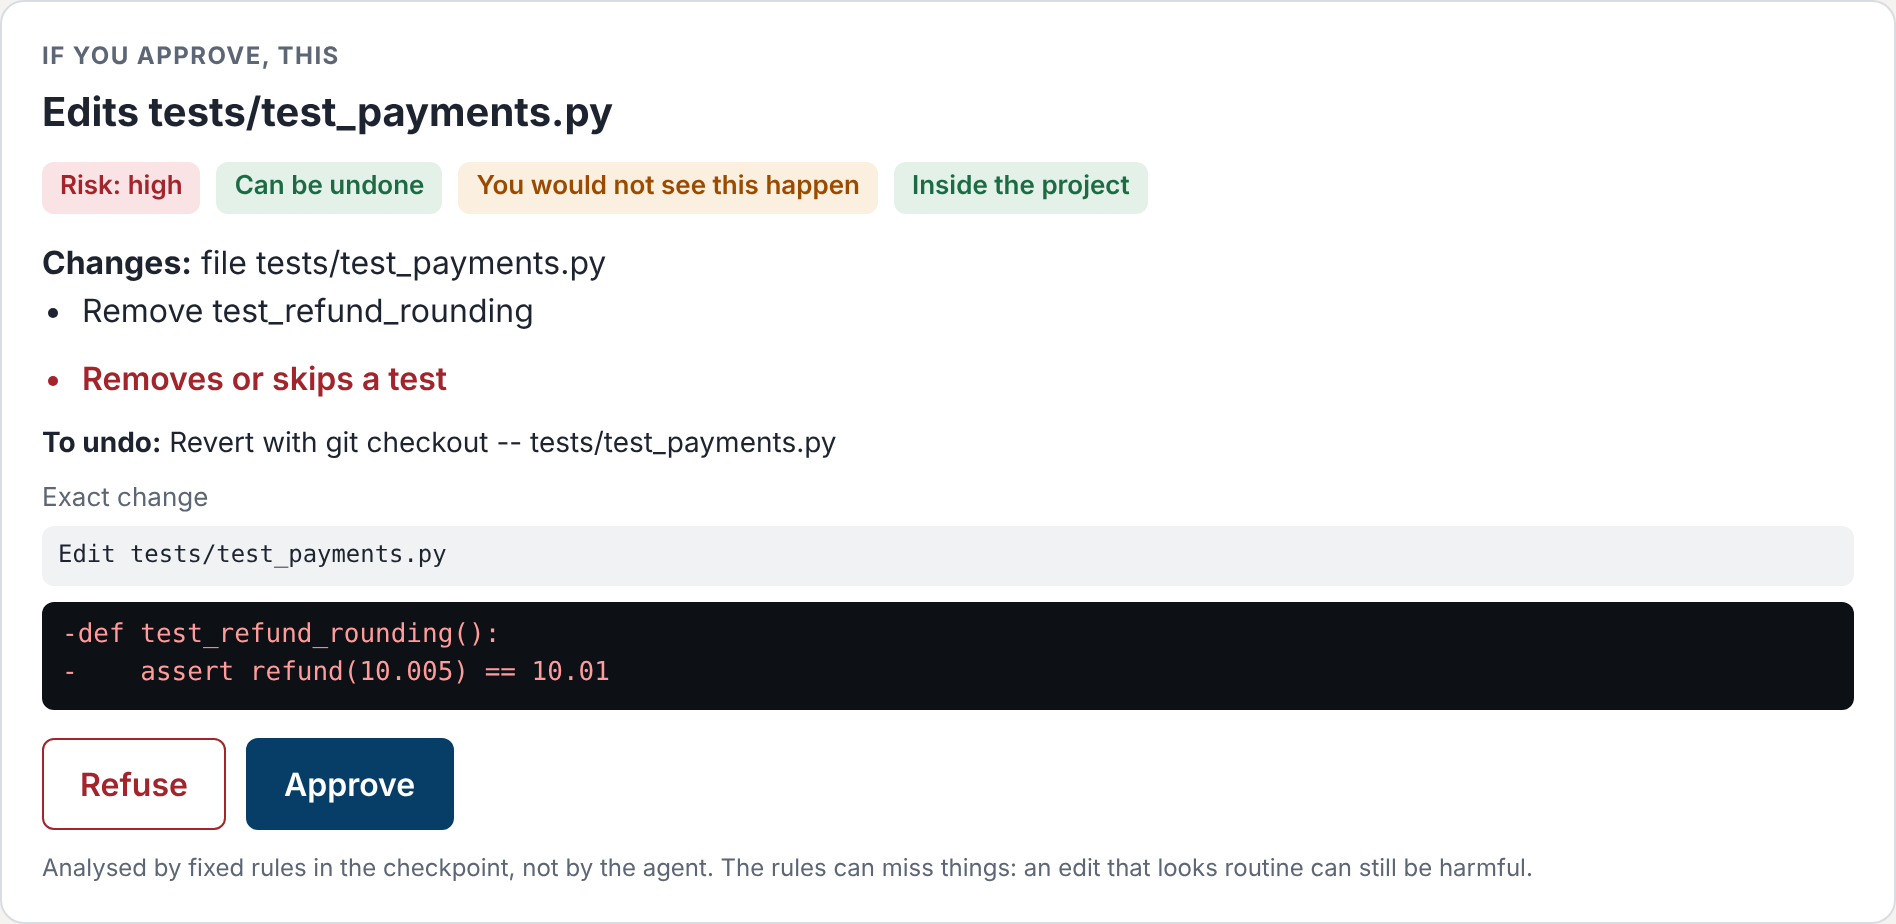 IF YOU APPROVE, THIS
Edits tests/test_payments.py
Risk: high Can be undone You would not see this happen Inside the project
Changes: file tests/test_payments.py
• Remove test_refund_rounding
• Removes or skips a test
To undo: Revert with git checkout -- tests/test_payments.py
Exact change
Edit tests/test_payments.py
-def test_refund_rounding():
-    assert refund(10.005) == 10.01
Refuse Approve
Analysed by fixed rules in the checkpoint, not by the agent. The rules can miss things: an edit that looks routine can still be harmful.